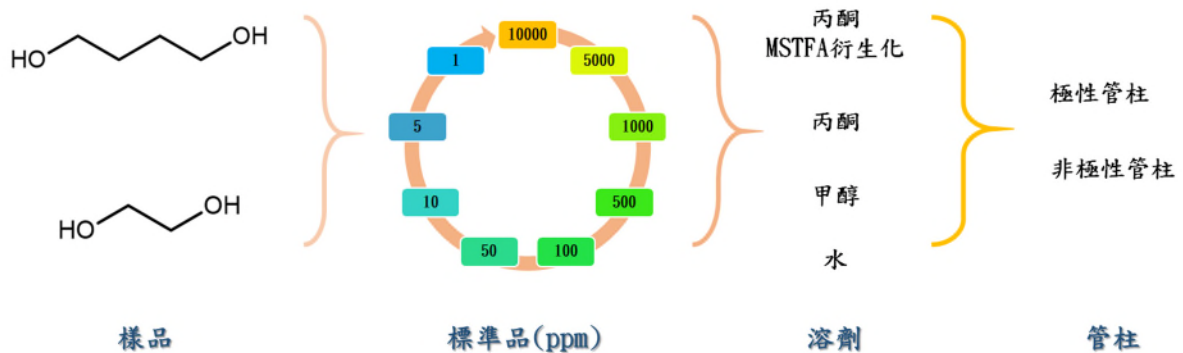 HO
OH
HO
OH
樣品
10000
5000
1000
500
100
50
10
5
1
標準品(ppm)
丙酮
MSTFA衍生化
丙酮
甲醇
水
溶劑
極性管柱
非極性管柱
管柱